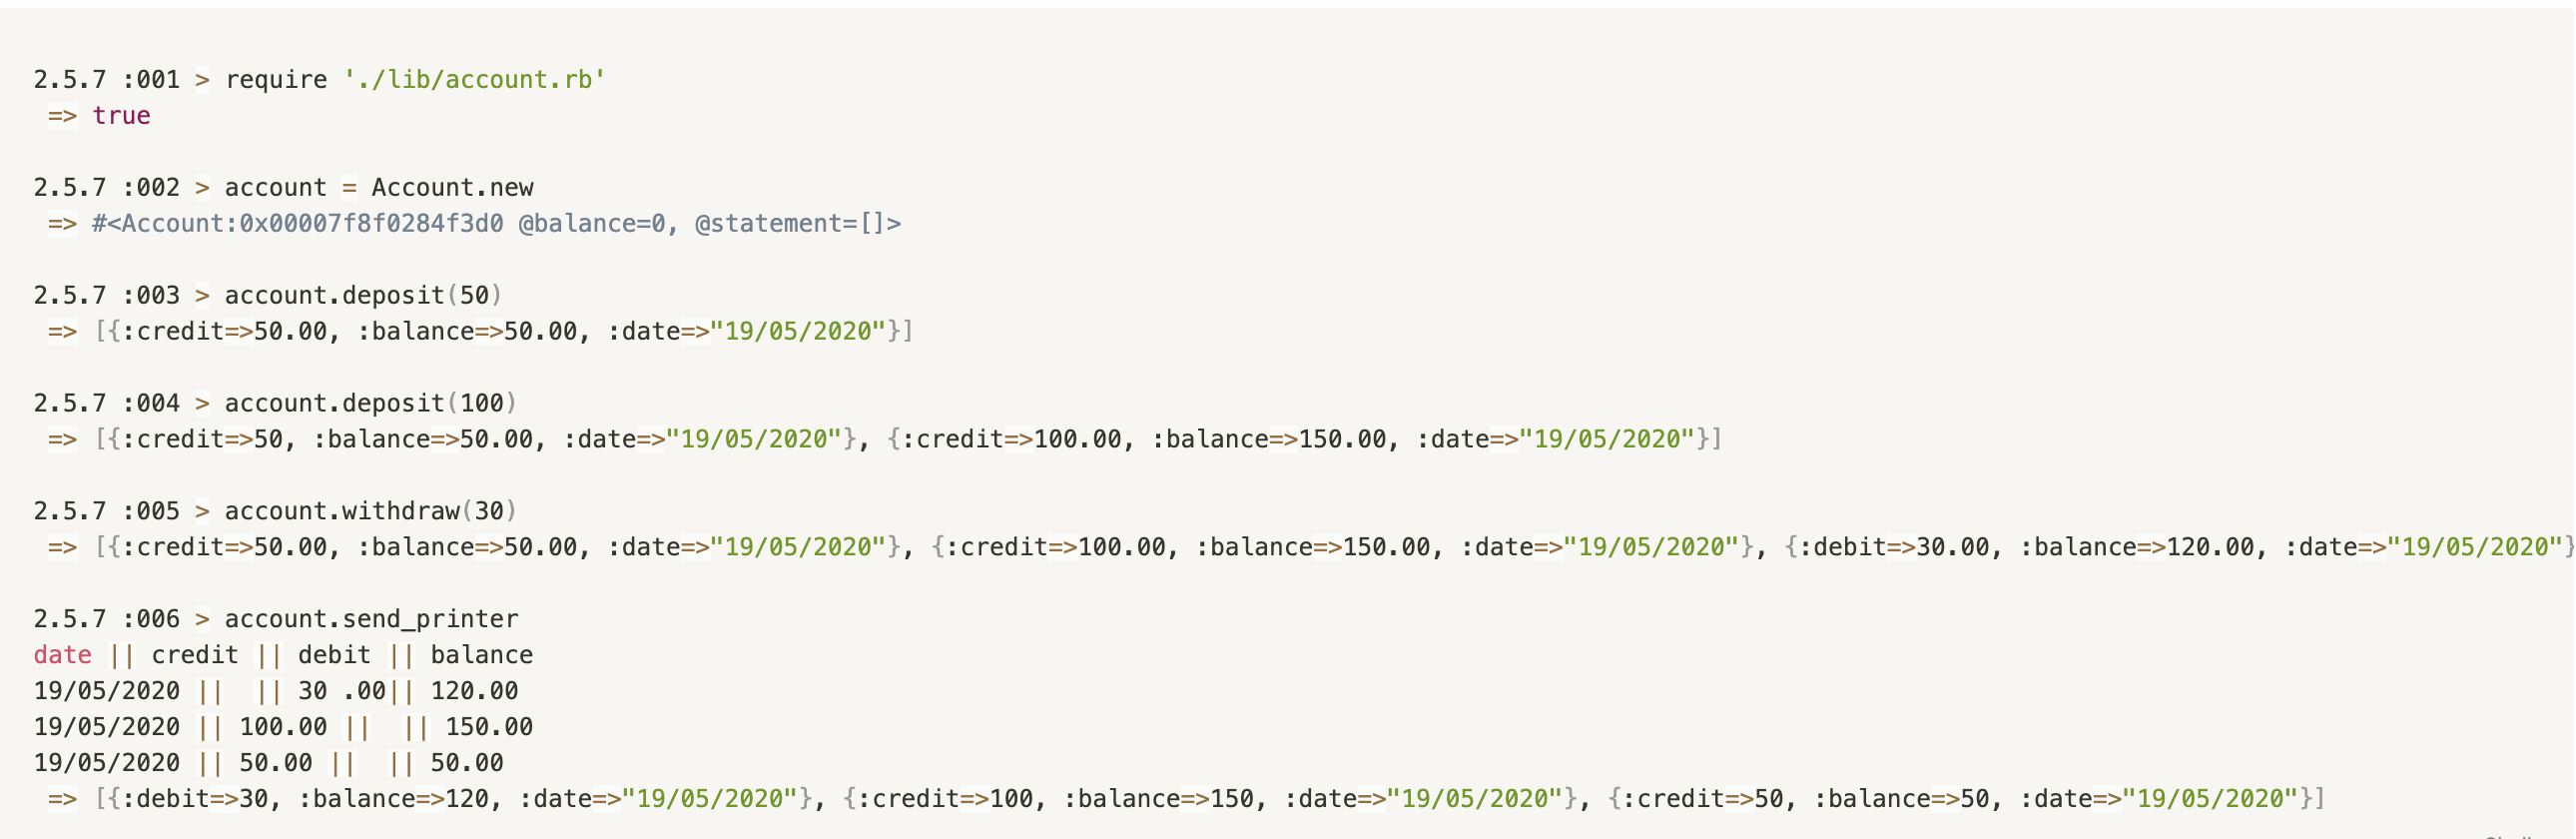 2.5.7 :001 > require './lib/account.rb'
=> true
2.5.7 :002 > account = Account.new
=> #<Account:0x00007f8f0284f3d0 @balance=0, @statement=[]>
2.5.7 :003 > account.deposit(50)
=> [{:credit=>50.00, :balance=>50.00, :date=>"19/05/2020"}]
2.5.7 :004 > account.deposit(100)
=> [{:credit=>50, :balance=>50.00, :date=>"19/05/2020"}, {:credit=>100.00, :balance=>150.00, :date=>"19/05/2020"}]
2.5.7 :005 > account.withdraw(30)
=> [{:credit=>50.00, :balance=>50.00, :date=>"19/05/2020"}, {:credit=>100.00, :balance=>150.00, :date=>"19/05/2020"}, {:debit=>30.00, :balance=>120.00, :date=>"19/05/2020"}
2.5.7 :006 > account.send_printer
date || credit || debit || balance
19/05/2020 ||  || 30 .00|| 120.00
19/05/2020 || 100.00 ||  || 150.00
19/05/2020 || 50.00 ||  || 50.00
=> [{:debit=>30, :balance=>120, :date=>"19/05/2020"}, {:credit=>100, :balance=>150, :date=>"19/05/2020"}, {:credit=>50, :balance=>50, :date=>"19/05/2020"}]